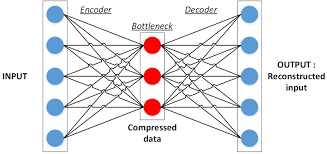 Encoder
Decoder
Bottleneck
INPUT
OUTPUT :
Reconstructed
input
Compressed
data